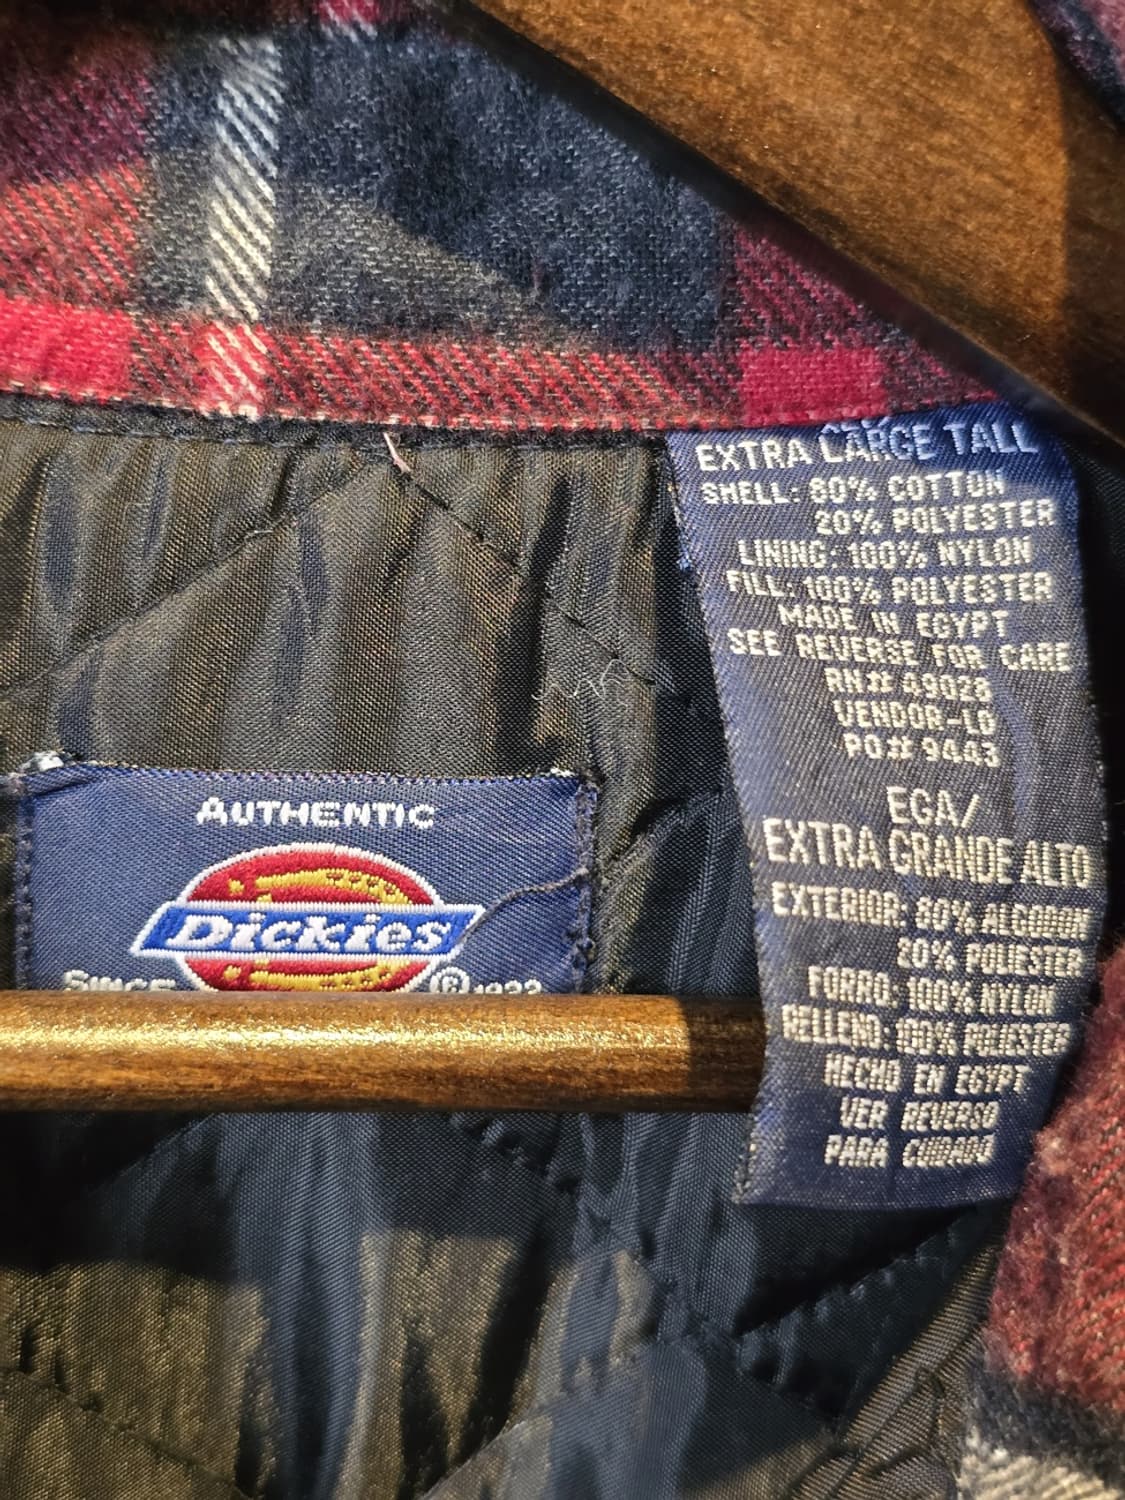 EXTRA LARGE TALL
SHELL: 80% COTTON
20% POLYESTER
LINING: 100% NYLON
FILL: 100% POLYESTER
MADE IN EGYPT
SEE REVERSE FOR CARE
RN# 49028
VENDOR-LG
PO# 9443
EGA/
EXTRA GRANDE ALTO
EXTERIOR: 80% ALGODON
20% POLIESTER
FORRO: 100% NYLON
RELLENO: 100% POLIESTER
HECHO EN EGYPT
VER REVERSO
PARA CUIDADO
AUTHENTIC
Dickies
SINCE ® 1922